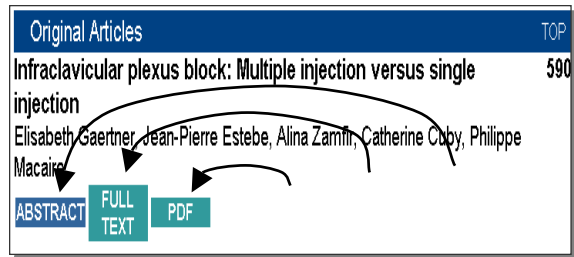 Original Articles TOP
Infraclavicular plexus block: Multiple injection versus single 590
injection
Elisabeth Gaertner, Jean-Pierre Estebe, Alina Zamfir, Catherine Cuby, Philippe
Macaire
ABSTRACT FULL TEXT PDF